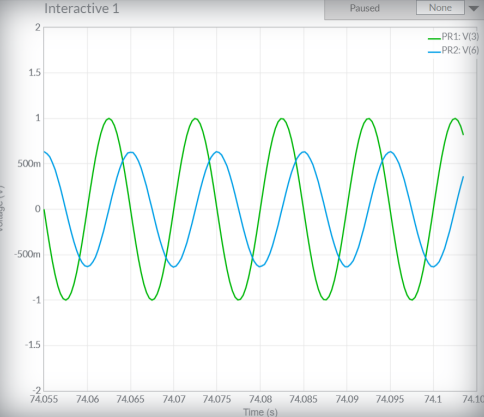 Interactive 1
Paused
None
PR1: V(3)
PR2: V(6)
2
1.5
1
500m
0
-500m
-1
-1.5
-2
74.055 74.06 74.065 74.07 74.075 74.08 74.085 74.09 74.095 74.1 74.10
Time (s)